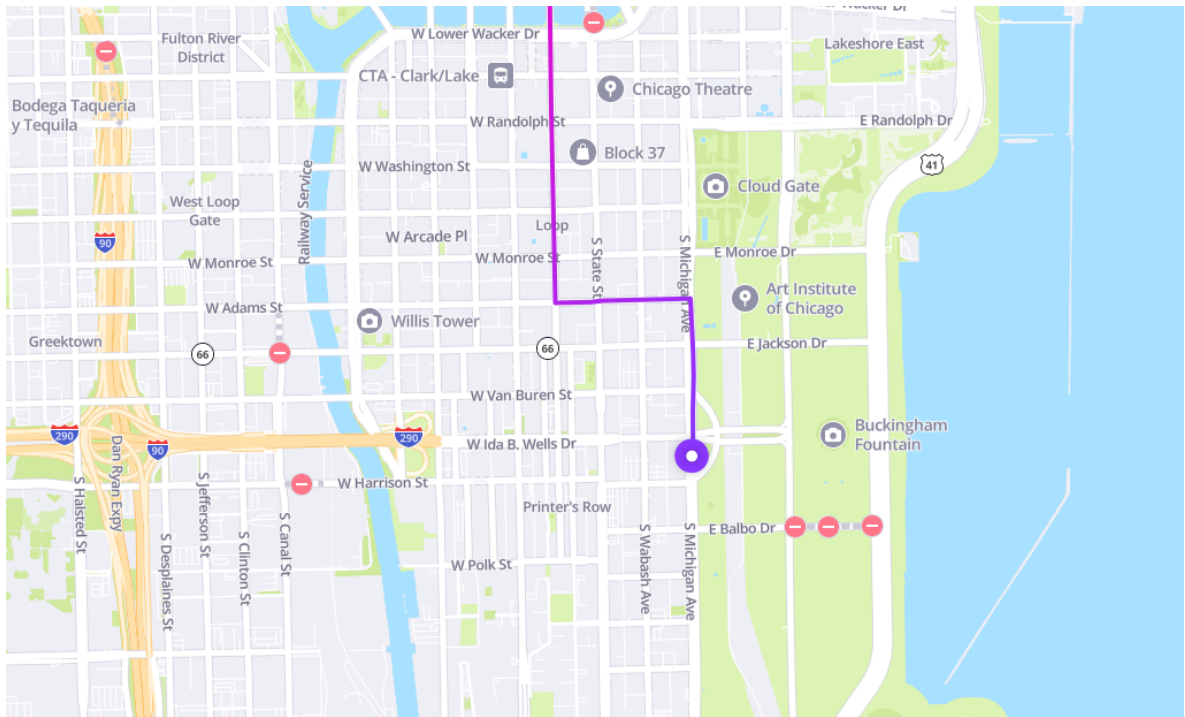 W Lower Wacker Dr
Fulton River
District
Lakeshore East
CTA - Clark/Lake
Chicago Theatre
Bodega Taqueria
y Tequila
W Randolph St
E Randolph Dr
Block 37
W Washington St
41
Railway Service
Cloud Gate
West Loop
Gate
Loop
W Arcade Pl
90
S State St
S Michigan Ave
E Monroe Dr
W Monroe St
W Monroe St
Art Institute
of Chicago
W Adams St
Willis Tower
Greektown
66
66
E Jackson Dr
W Van Buren St
290
290
90
W Ida B. Wells Dr
Buckingham
Fountain
Dan Ryan Expy
S Halsted St
S Jefferson St
W Harrison St
Printer's Row
S Canal St
E Balbo Dr
S Desplaines St
S Clinton St
W Polk St
S Wabash Ave
S Michigan Ave